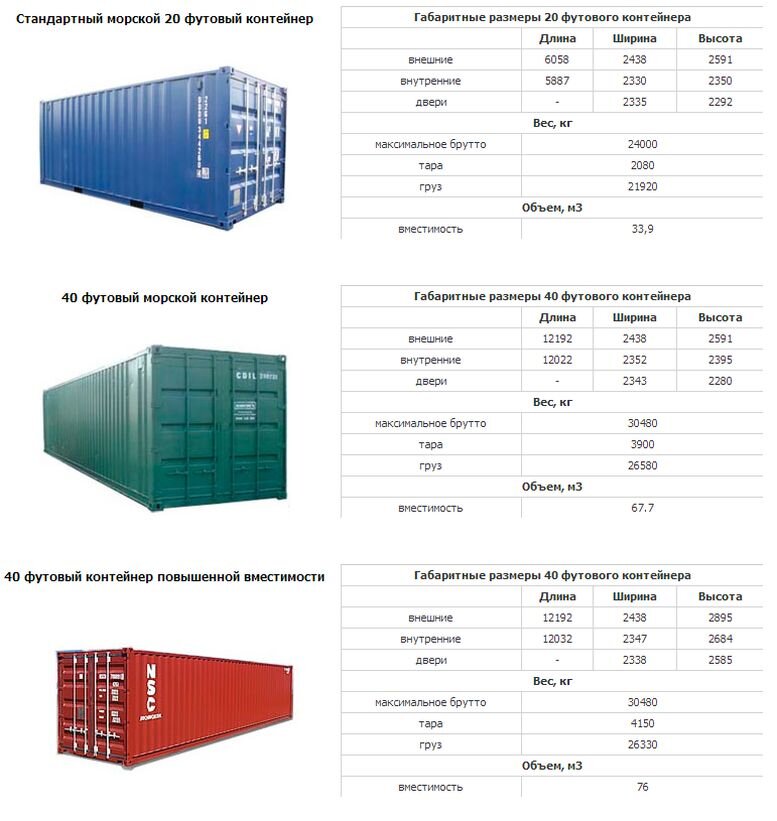 Стандартный морской 20 футовый контейнер
Габаритные размеры 20 футового контейнера
Длина Ширина Высота
внешние 6058 2438 2591
внутренние 5887 2330 2350
двери - 2335 2292
Вес, кг
максимальное брутто 24000
тара 2080
груз 21920
Объем, м3
вместимость 33,9
40 футовый морской контейнер
CDIL
Габаритные размеры 40 футового контейнера
Длина Ширина Высота
внешние 12192 2438 2591
внутренние 12022 2352 2395
двери - 2343 2280
Вес, кг
максимальное брутто 30480
тара 3900
груз 26580
Объем, м3
вместимость 67.7
40 футовый контейнер повышенной вместимости
NSC
Габаритные размеры 40 футового контейнера
Длина Ширина Высота
внешние 12192 2438 2895
внутренние 12032 2347 2684
двери - 2338 2585
Вес, кг
максимальное брутто 30480
тара 4150
груз 26330
Объем, м3
вместимость 76